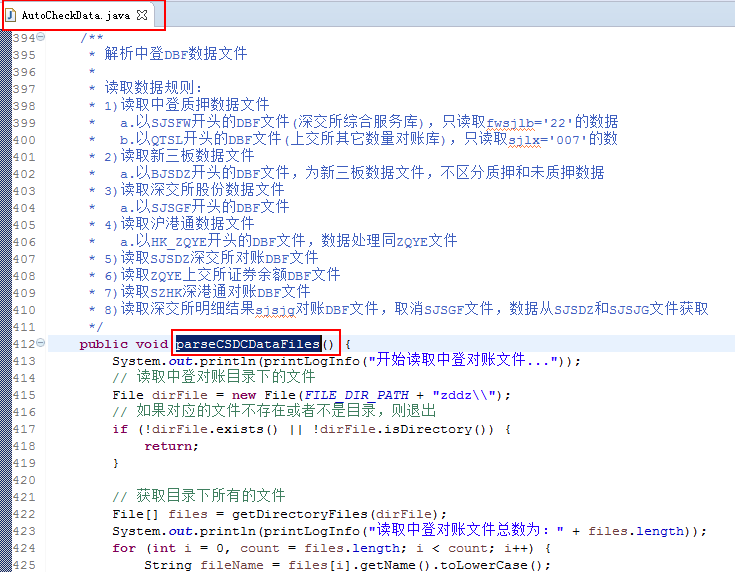 AutoCheckData.java
394 /**
395 * 解析中登DBF数据文件
396 *
397 * 读取数据规则:
398 * 1)读取中登质押数据文件
399 * a.以SJSFW开头的DBF文件(深交所综合服务库),只读取fwsjlb='22'的数据
400 * b.以QTSL开头的DBF文件(上交所其它数量对账库),只读取sjlx='007'的数
401 * 2)读取新三板数据文件
402 * a.以BJSDZ开头的DBF文件,为新三板数据文件,不区分质押和未质押数据
403 * 3)读取深交所股份数据文件
404 * a.以SJSGF开头的DBF文件
405 * 4)读取沪港通数据文件
406 * a.以HK_ZQYE开头的DBF文件,数据处理同ZQYE文件
407 * 5)读取SJSDZ深交所对账DBF文件
408 * 6)读取ZQYE上交所证券余额DBF文件
409 * 7)读取SZHK深港通对账DBF文件
410 * 8)读取深交所明细结果sjsjg对账DBF文件,取消SJSGF文件,数据从SJSDZ和SJSJG文件获取
411 */
412 public void parseCSDCDataFiles() {
413 System.out.println(printLogInfo("开始读取中登对账文件..."));
414 // 读取中登对账目录下的文件
415 File dirFile = new File(FILE_DIR_PATH + "zddz\\");
416 // 如果对应的文件不存在或者不是目录,则退出
417 if (!dirFile.exists() || !dirFile.isDirectory()) {
418 return;
419 }
420
421 // 获取目录下所有的文件
422 File[] files = getDirectoryFiles(dirFile);
423 System.out.println(printLogInfo("读取中登对账文件总数为:" + files.length));
424 for (int i = 0, count = files.length; i < count; i++) {
425 String fileName = files[i].getName().toLowerCase();